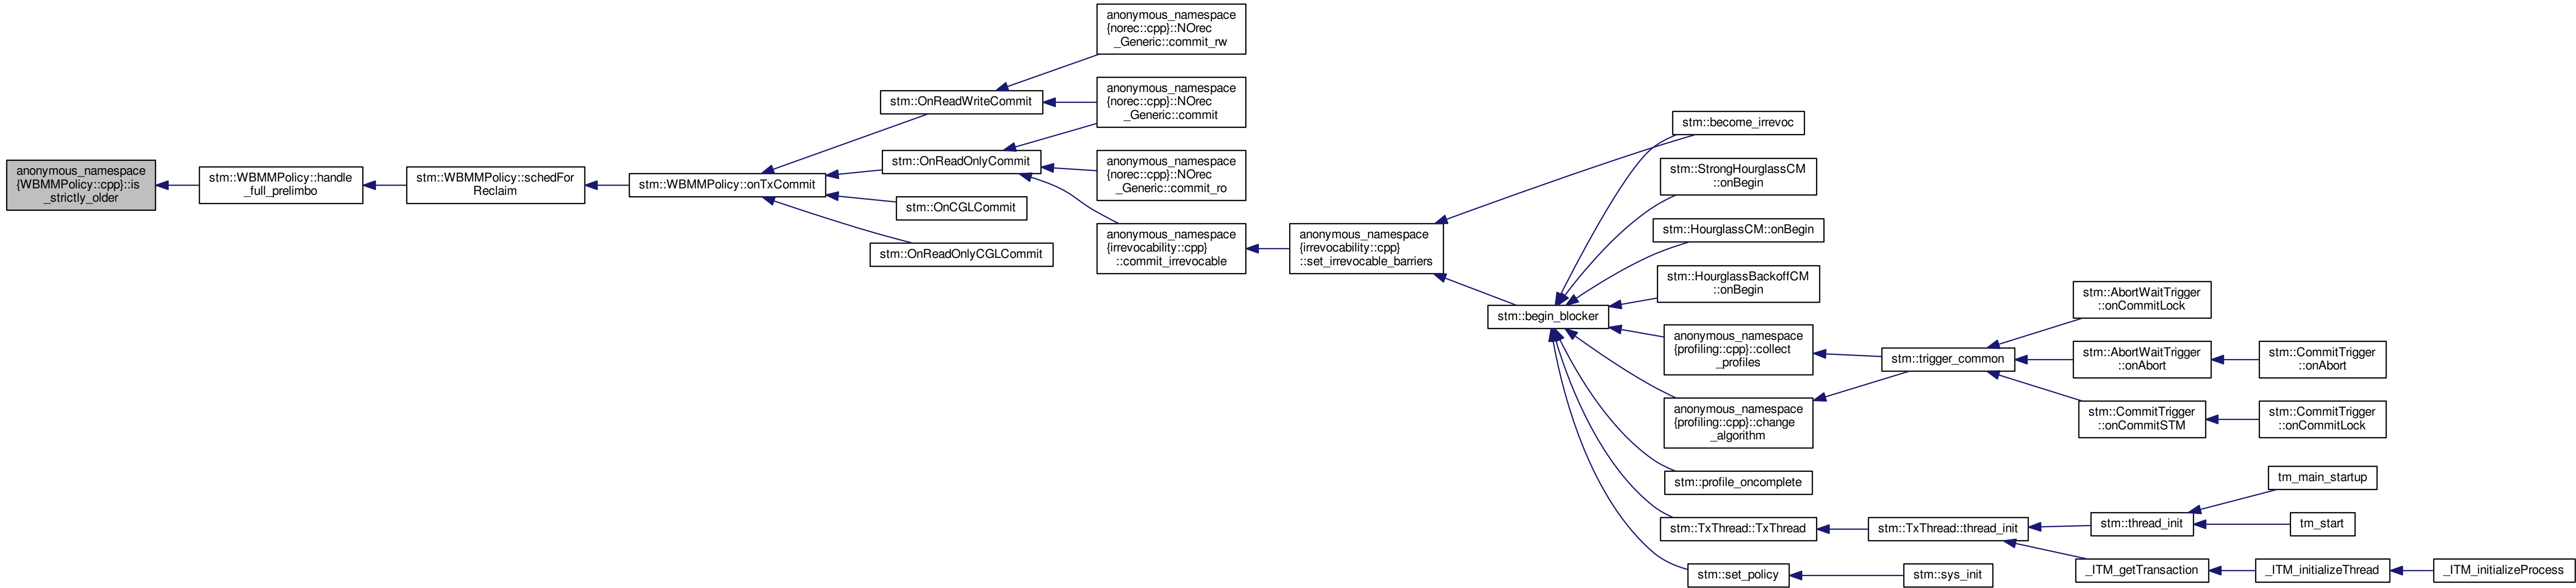 anonymous_namespace
{WBMMPolicy::cpp}::is
_strictly_older
stm::WBMMPolicy::handle
_full_prelimbo
stm::WBMMPolicy::schedFor
Reclaim
stm::WBMMPolicy::onTxCommit
stm::OnReadWriteCommit
stm::OnReadOnlyCommit
stm::OnCGLCommit
stm::OnReadOnlyCGLCommit
anonymous_namespace
{norec::cpp}::NOrec
_Generic::commit_rw
anonymous_namespace
{norec::cpp}::NOrec
_Generic::commit
anonymous_namespace
{norec::cpp}::NOrec
_Generic::commit_ro
anonymous_namespace
{irrevocability::cpp}
::commit_irrevocable
anonymous_namespace
{irrevocability::cpp}
::set_irrevocable_barriers
stm::begin_blocker
stm::become_irrevoc
stm::StrongHourglassCM
::onBegin
stm::HourglassCM::onBegin
stm::HourglassBackoffCM
::onBegin
anonymous_namespace
{profiling::cpp}::collect
_profiles
anonymous_namespace
{profiling::cpp}::change
_algorithm
stm::profile_oncomplete
stm::TxThread::TxThread
stm::set_policy
stm::trigger_common
stm::TxThread::thread_init
stm::sys_init
stm::AbortWaitTrigger
::onCommitLock
stm::AbortWaitTrigger
::onAbort
stm::CommitTrigger
::onCommitSTM
stm::thread_init
_ITM_getTransaction
stm::CommitTrigger
::onAbort
stm::CommitTrigger
::onCommitLock
tm_main_startup
tm_start
_ITM_initializeThread
_ITM_initializeProcess